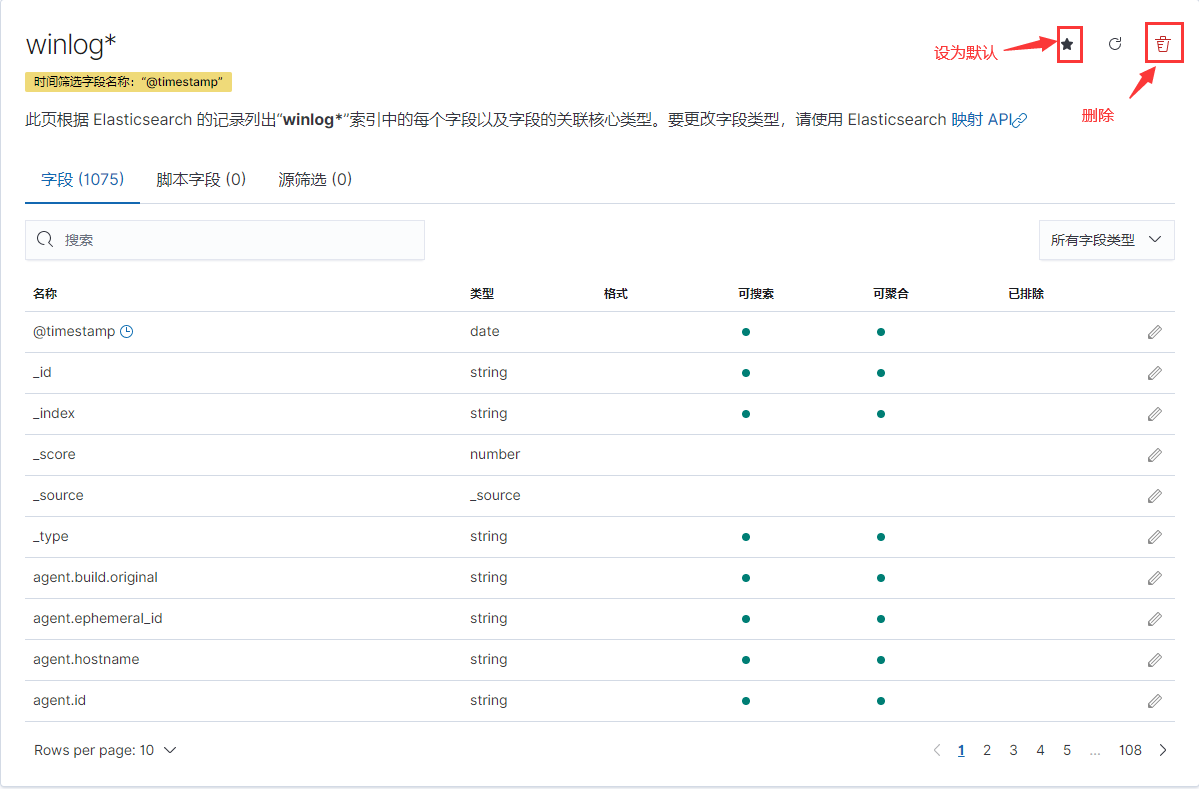 winlog*
设为默认
时间筛选字段名称："@timestamp"
删除
此页根据 Elasticsearch 的记录列出“winlog*”索引中的每个字段以及字段的关联核心类型。要更改字段类型，请使用 Elasticsearch 映射 API
字段 (1075) 脚本字段 (0) 源筛选 (0)
搜索 所有字段类型
名称 类型 格式 可搜索 可聚合 已排除
@timestamp date
_id string
_index string
_score number
_source _source
_type string
agent.build.original string
agent.ephemeral_id string
agent.hostname string
agent.id string
Rows per page: 10 1 2 3 4 5 ... 108